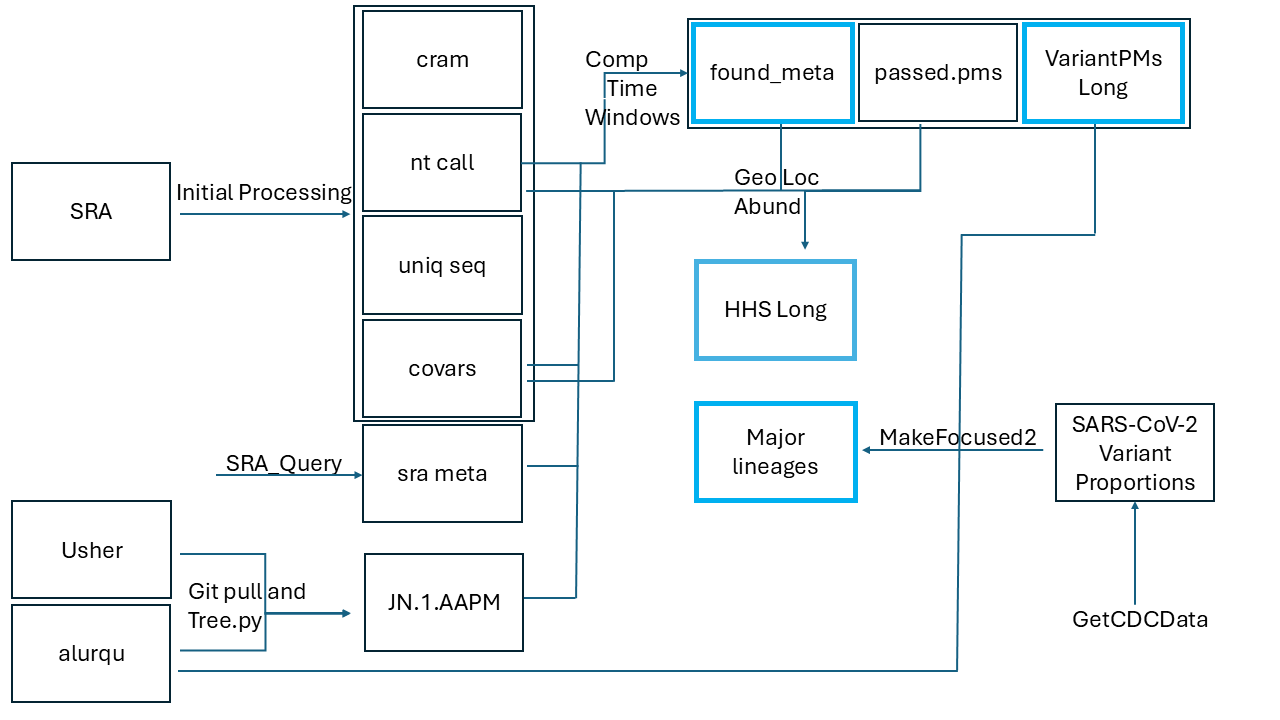 cram
Comp
Time
Windows
found_meta
passed.pms
VariantPMs
Long
nt call
SRA
Initial Processing
Geo Loc
Abund
uniq seq
HHS Long
covars
Major
lineages
MakeFocused2
SARS-CoV-2
Variant
Proportions
SRA_Query
sra meta
Usher
Git pull and
Tree.py
JN.1.AAPM
GetCDCData
alurqu